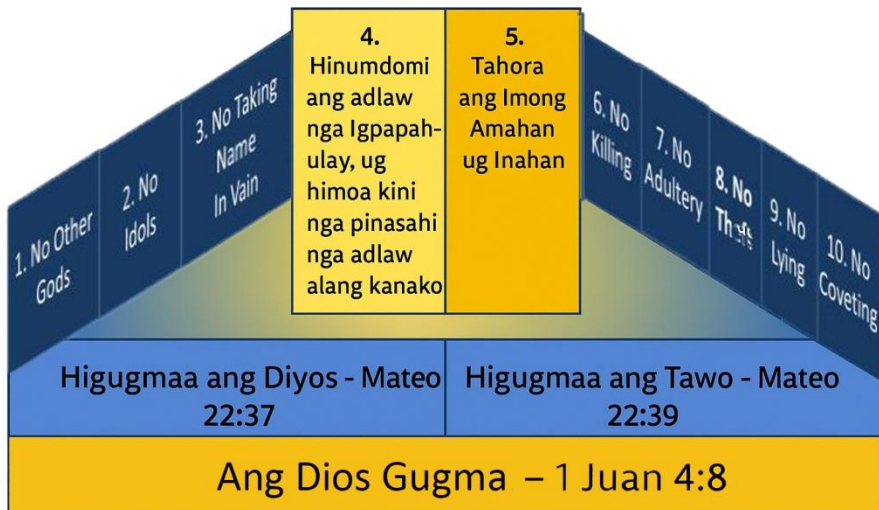 1. No Other
Gods
2. No
Idols
3. No Taking
Name
In Vain
4.
Hinumdomi
ang adlaw
nga Igpapah-
ulay, ug
himoa kini
nga pinasahi
nga adlaw
alang kanako
5.
Tahora
ang Imong
Amahan
ug Inahan
6. No
Killing
7. No
Adultery
8. No
9. No
Lying
10. No
Coveting
Higugmaa ang Diyos - Mateo
22:37
Higugmaa ang Tawo - Mateo
22:39
Ang Dios Gugma – 1 Juan 4:8